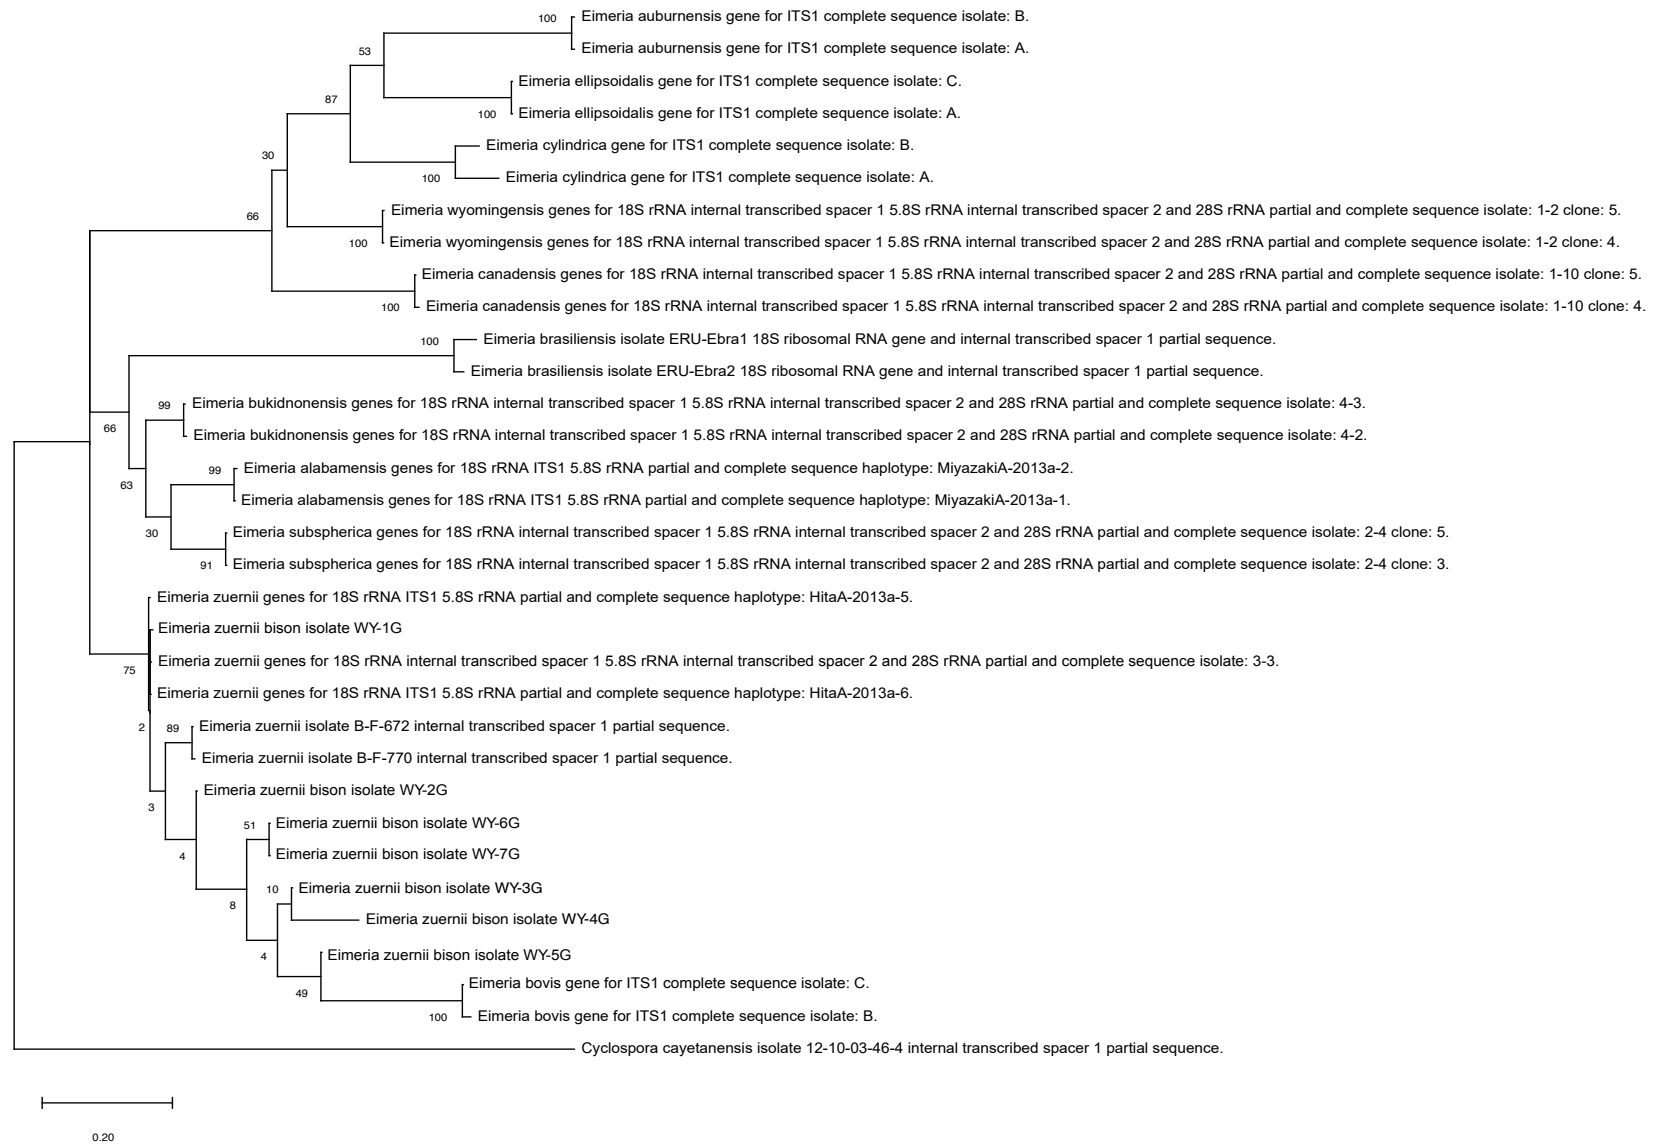 100
Eimeria auburnensis gene for ITS1 complete sequence isolate: B.
Eimeria auburnensis gene for ITS1 complete sequence isolate: A.
53
Eimeria ellipsoidalis gene for ITS1 complete sequence isolate: C.
87
100
Eimeria ellipsoidalis gene for ITS1 complete sequence isolate: A.
Eimeria cylindrica gene for ITS1 complete sequence isolate: B.
30
100
Eimeria cylindrica gene for ITS1 complete sequence isolate: A.
Eimeria wyomingensis genes for 18S rRNA internal transcribed spacer 1 5.8S rRNA internal transcribed spacer 2 and 28S rRNA partial and complete sequence isolate: 1-2 clone: 5.
66
100
Eimeria wyomingensis genes for 18S rRNA internal transcribed spacer 1 5.8S rRNA internal transcribed spacer 2 and 28S rRNA partial and complete sequence isolate: 1-2 clone: 4.
Eimeria canadensis genes for 18S rRNA internal transcribed spacer 1 5.8S rRNA internal transcribed spacer 2 and 28S rRNA partial and complete sequence isolate: 1-10 clone: 5.
100
Eimeria canadensis genes for 18S rRNA internal transcribed spacer 1 5.8S rRNA internal transcribed spacer 2 and 28S rRNA partial and complete sequence isolate: 1-10 clone: 4.
100
Eimeria brasiliensis isolate ERU-Ebra1 18S ribosomal RNA gene and internal transcribed spacer 1 partial sequence.
Eimeria brasiliensis isolate ERU-Ebra2 18S ribosomal RNA gene and internal transcribed spacer 1 partial sequence.
99
Eimeria bukidnonensis genes for 18S rRNA internal transcribed spacer 1 5.8S rRNA internal transcribed spacer 2 and 28S rRNA partial and complete sequence isolate: 4-3.
66
Eimeria bukidnonensis genes for 18S rRNA internal transcribed spacer 1 5.8S rRNA internal transcribed spacer 2 and 28S rRNA partial and complete sequence isolate: 4-2.
99
Eimeria alabamensis genes for 18S rRNA ITS1 5.8S rRNA partial and complete sequence haplotype: MiyazakiA-2013a-2.
63
Eimeria alabamensis genes for 18S rRNA ITS1 5.8S rRNA partial and complete sequence haplotype: MiyazakiA-2013a-1.
30
Eimeria subspherica genes for 18S rRNA internal transcribed spacer 1 5.8S rRNA internal transcribed spacer 2 and 28S rRNA partial and complete sequence isolate: 2-4 clone: 5.
91
Eimeria subspherica genes for 18S rRNA internal transcribed spacer 1 5.8S rRNA internal transcribed spacer 2 and 28S rRNA partial and complete sequence isolate: 2-4 clone: 3.
Eimeria zuernii genes for 18S rRNA ITS1 5.8S rRNA partial and complete sequence haplotype: HitaA-2013a-5.
Eimeria zuernii bison isolate WY-1G
75
Eimeria zuernii genes for 18S rRNA internal transcribed spacer 1 5.8S rRNA internal transcribed spacer 2 and 28S rRNA partial and complete sequence isolate: 3-3.
Eimeria zuernii genes for 18S rRNA ITS1 5.8S rRNA partial and complete sequence haplotype: HitaA-2013a-6.
2
89
Eimeria zuernii isolate B-F-672 internal transcribed spacer 1 partial sequence.
Eimeria zuernii isolate B-F-770 internal transcribed spacer 1 partial sequence.
3
Eimeria zuernii bison isolate WY-2G
51
Eimeria zuernii bison isolate WY-6G
4
Eimeria zuernii bison isolate WY-7G
10
Eimeria zuernii bison isolate WY-3G
8
Eimeria zuernii bison isolate WY-4G
4
Eimeria zuernii bison isolate WY-5G
49
Eimeria bovis gene for ITS1 complete sequence isolate: C.
100
Eimeria bovis gene for ITS1 complete sequence isolate: B.
Cyclospora cayetanensis isolate 12-10-03-46-4 internal transcribed spacer 1 partial sequence.
0.20